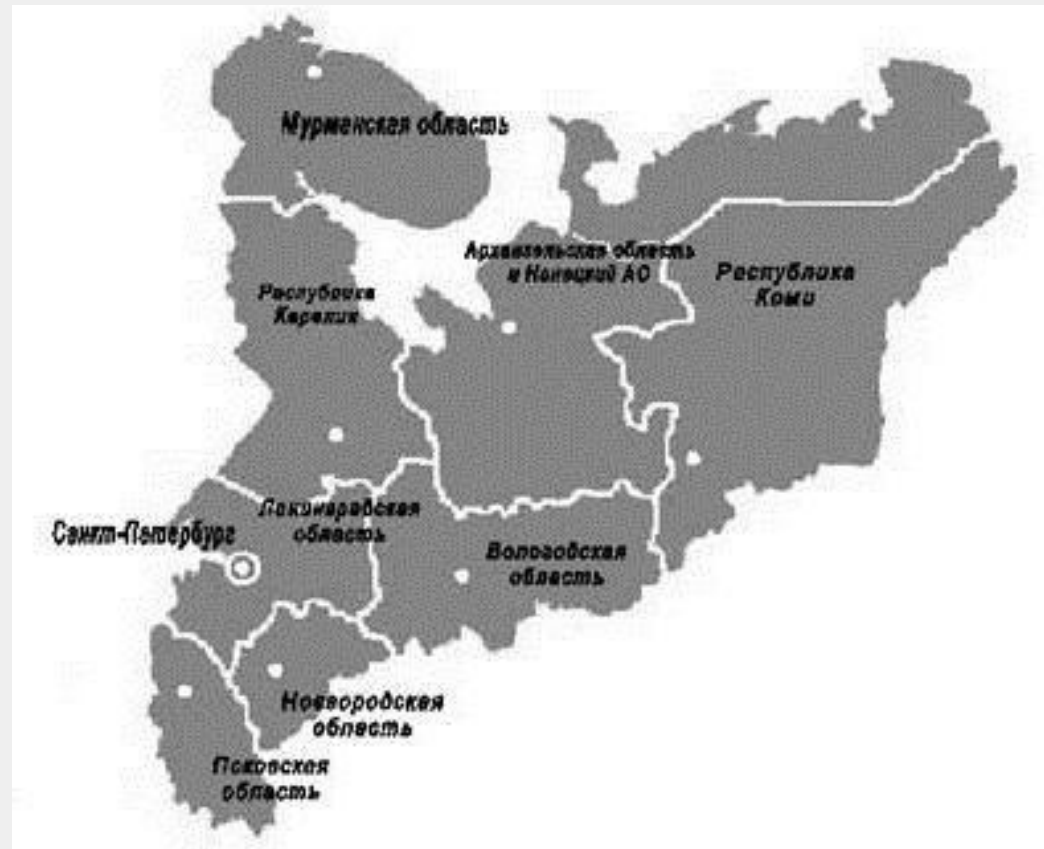 Мурманская область
Архангельская область
и Ненецкий АО
Республика
Коми
Республика
Карелия
Ленинградская
область
Санкт-Петербург
Вологодская
область
Новгородская
область
Псковская
область